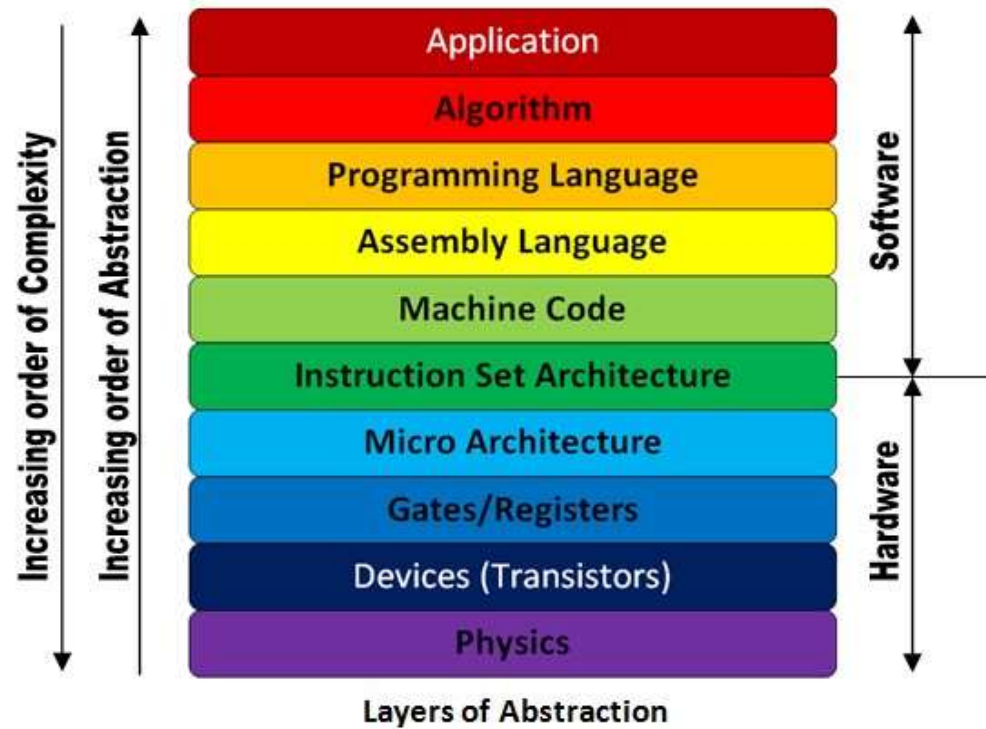 Application
Algorithm
Programming Language
Assembly Language
Machine Code
Instruction Set Architecture
Micro Architecture
Gates/Registers
Devices (Transistors)
Physics
Increasing order of Complexity
Increasing order of Abstraction
Software
Hardware
Layers of Abstraction